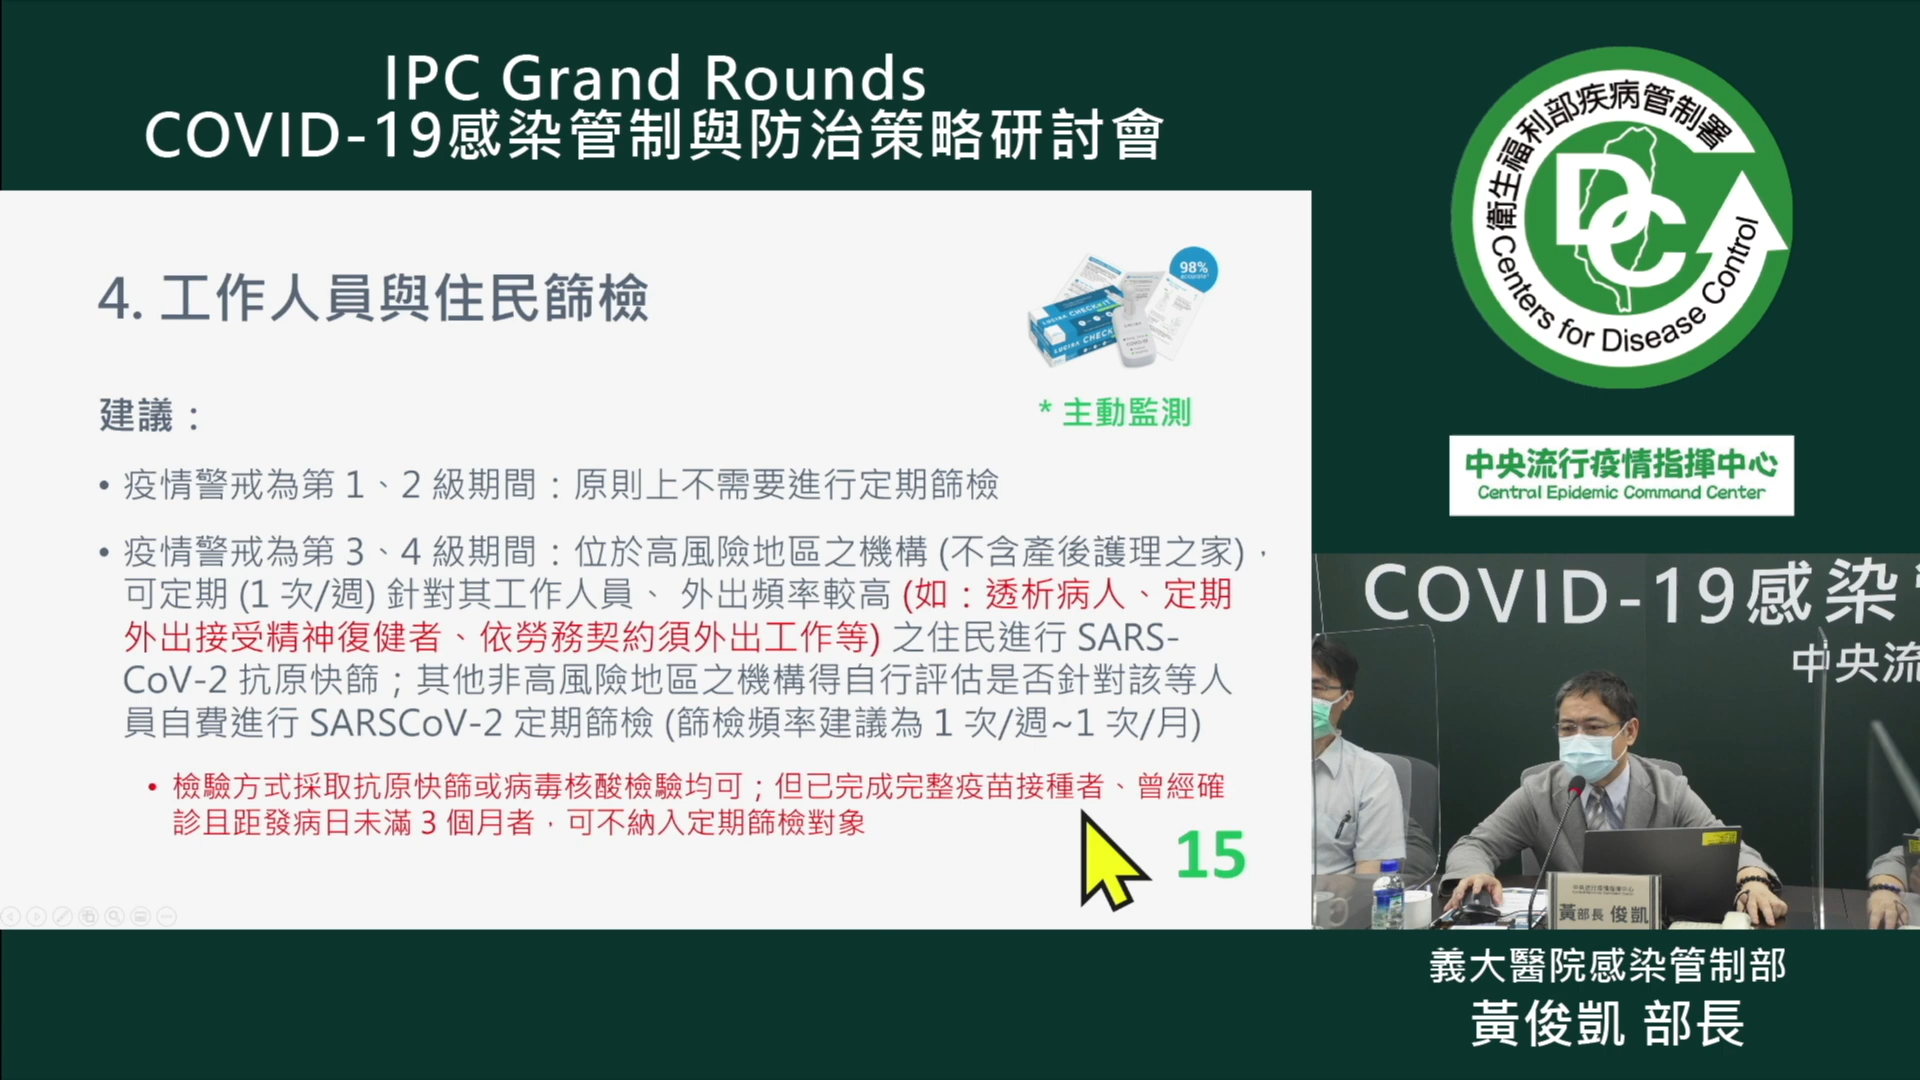 IPC Grand Rounds
COVID-19感染管制與防治策略研討會
4. 工作人員與住民篩檢
98%
accurate*
LUCIRA CHECK IT
* 主動監測
建議：
• 疫情警戒為第 1、2 級期間：原則上不需要進行定期篩檢
• 疫情警戒為第 3、4 級期間：位於高風險地區之機構 (不含產後護理之家)，
可定期 (1 次/週) 針對其工作人員、 外出頻率較高 (如：透析病人、定期
外出接受精神復健者、依勞務契約須外出工作等) 之住民進行 SARS-
CoV-2 抗原快篩；其他非高風險地區之機構得自行評估是否針對該等人
員自費進行 SARSCoV-2 定期篩檢 (篩檢頻率建議為 1 次/週~1 次/月)
• 檢驗方式採取抗原快篩或病毒核酸檢驗均可；但已完成完整疫苗接種者、曾經確
診且距發病日未滿 3 個月者，可不納入定期篩檢對象
15
衛生福利部疾病管制署
DC
Centers for Disease Control
中央流行疫情指揮中心
Central Epidemic Command Center
COVID-19感染
中央流
中央流行疫情指揮中心
黃部長 俊凱
義大醫院感染管制部
黃俊凱 部長